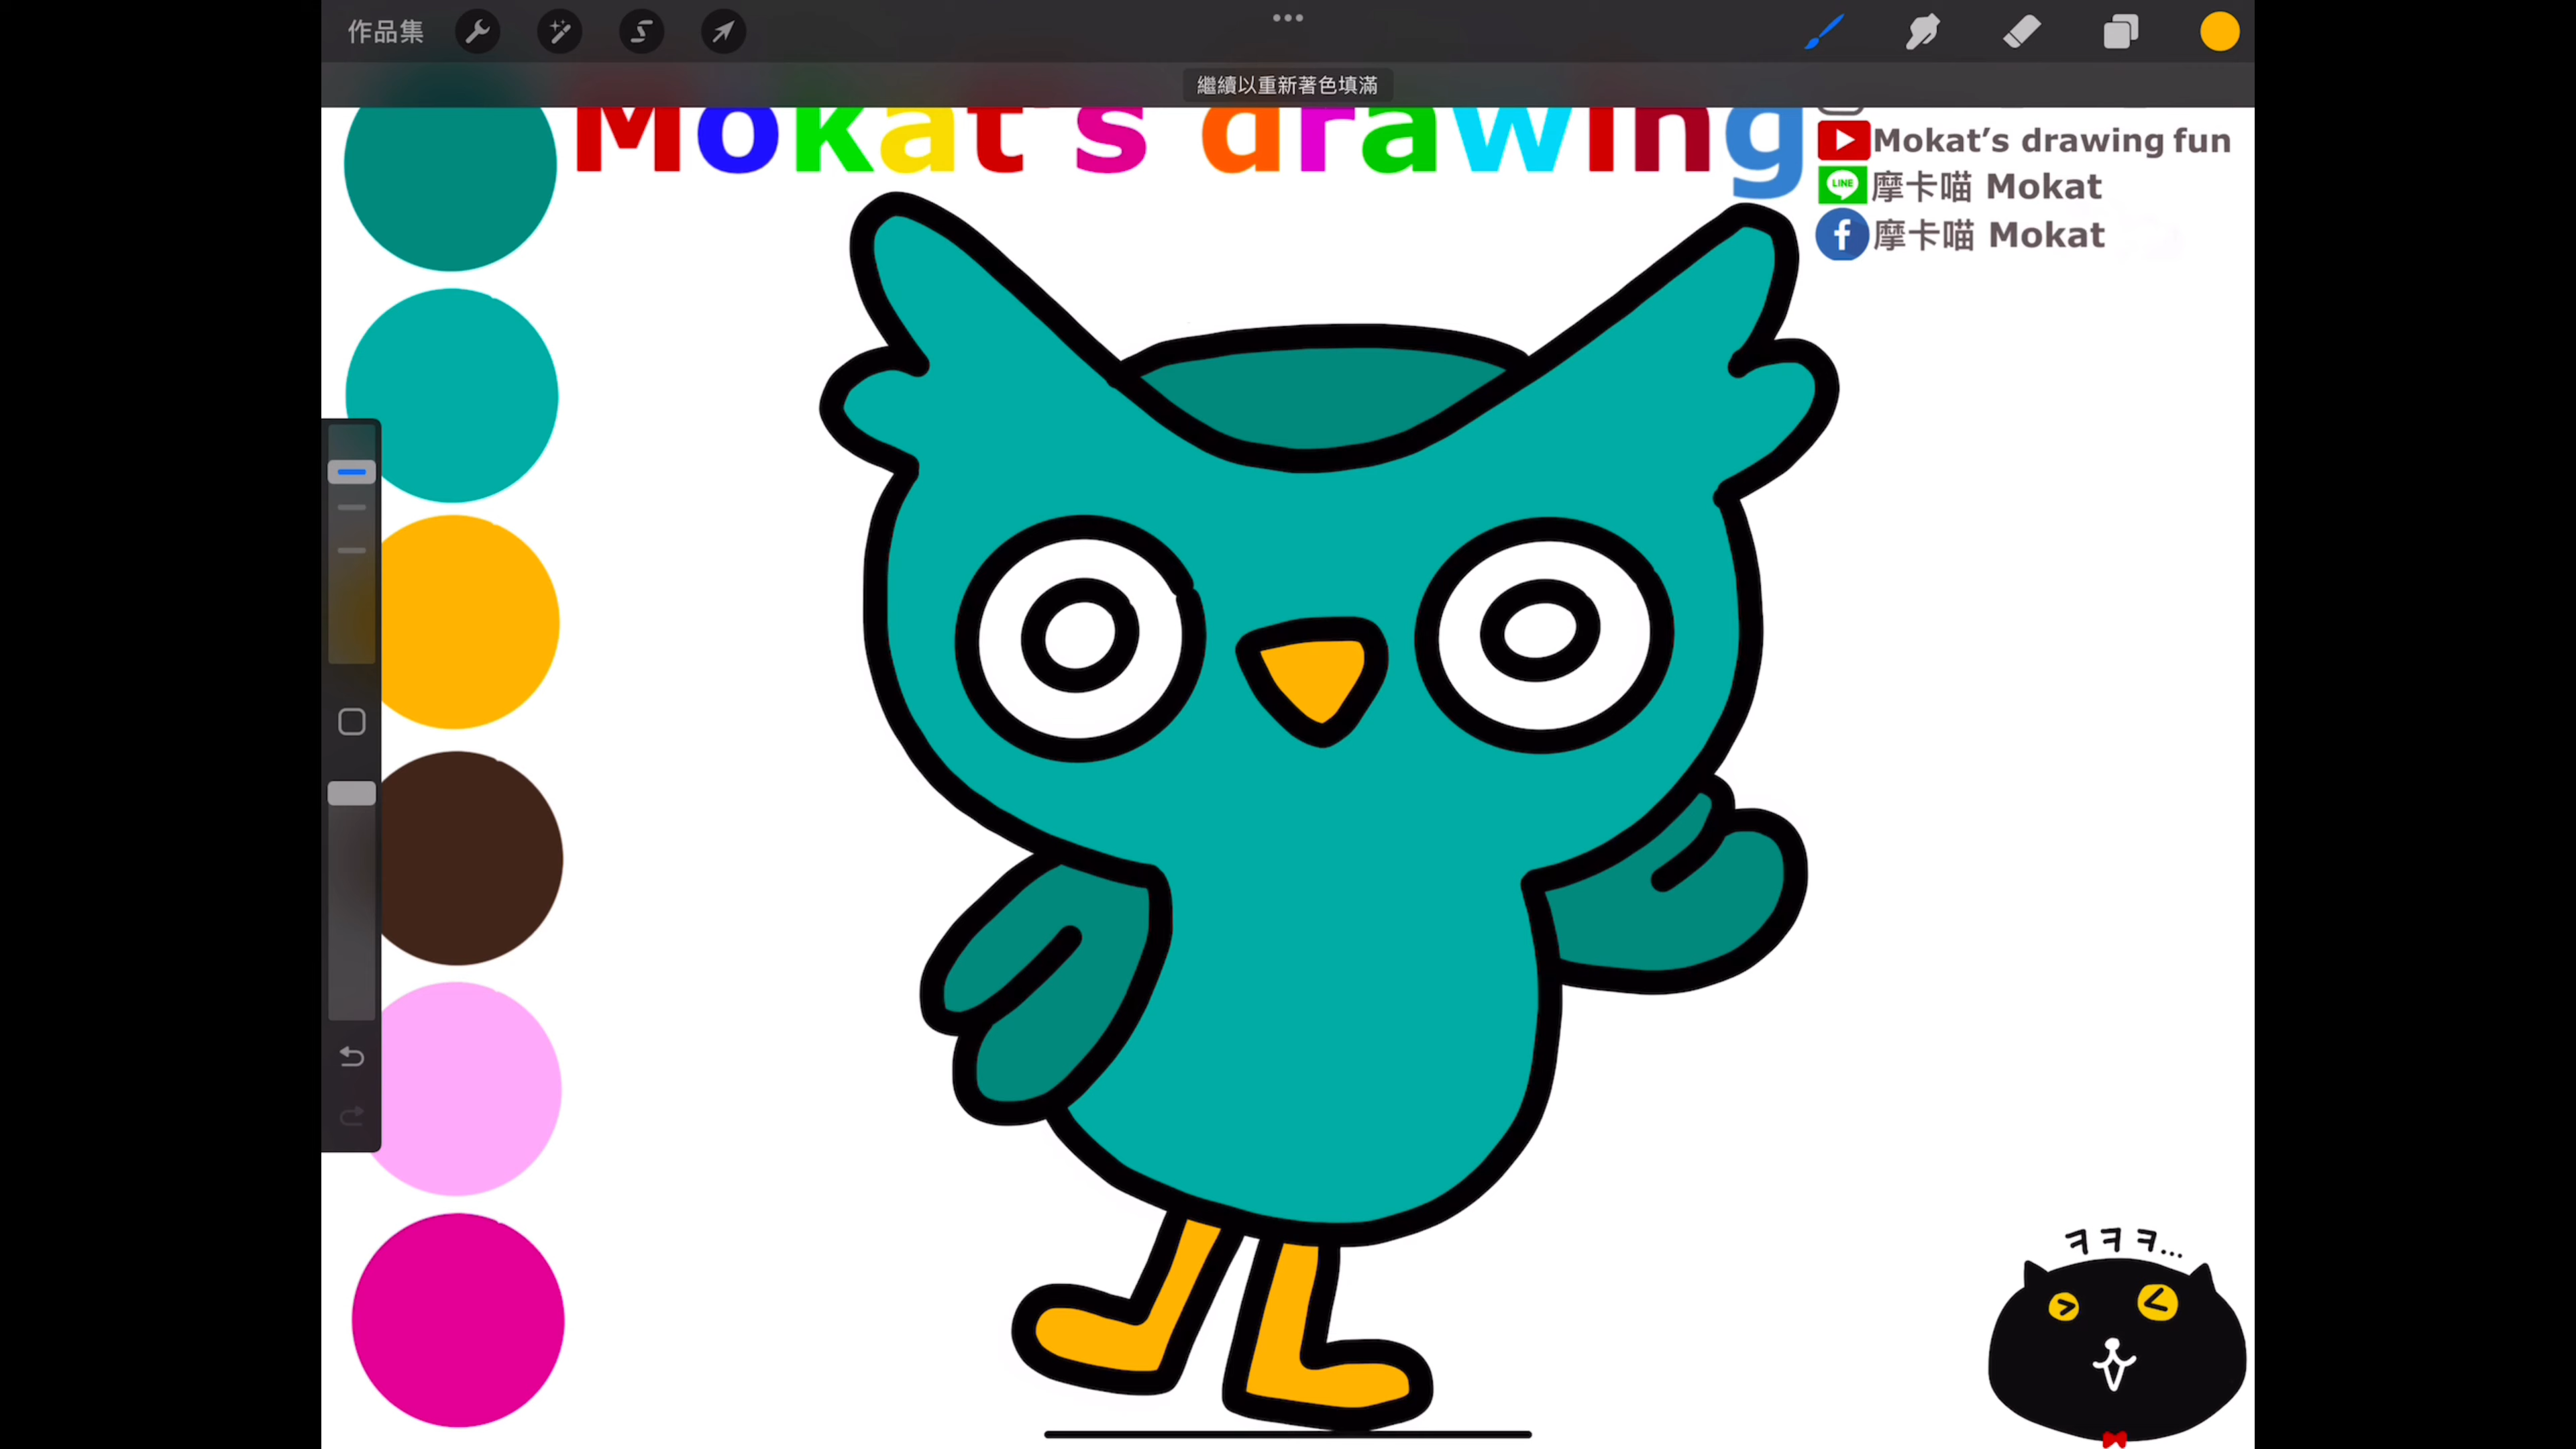 作品集
繼續以重新著色填滿
Mokat's drawing
Mokat’s drawing fun
LINE
摩卡喵 Mokat
f
摩卡喵 Mokat
ㅋㅋㅋ...